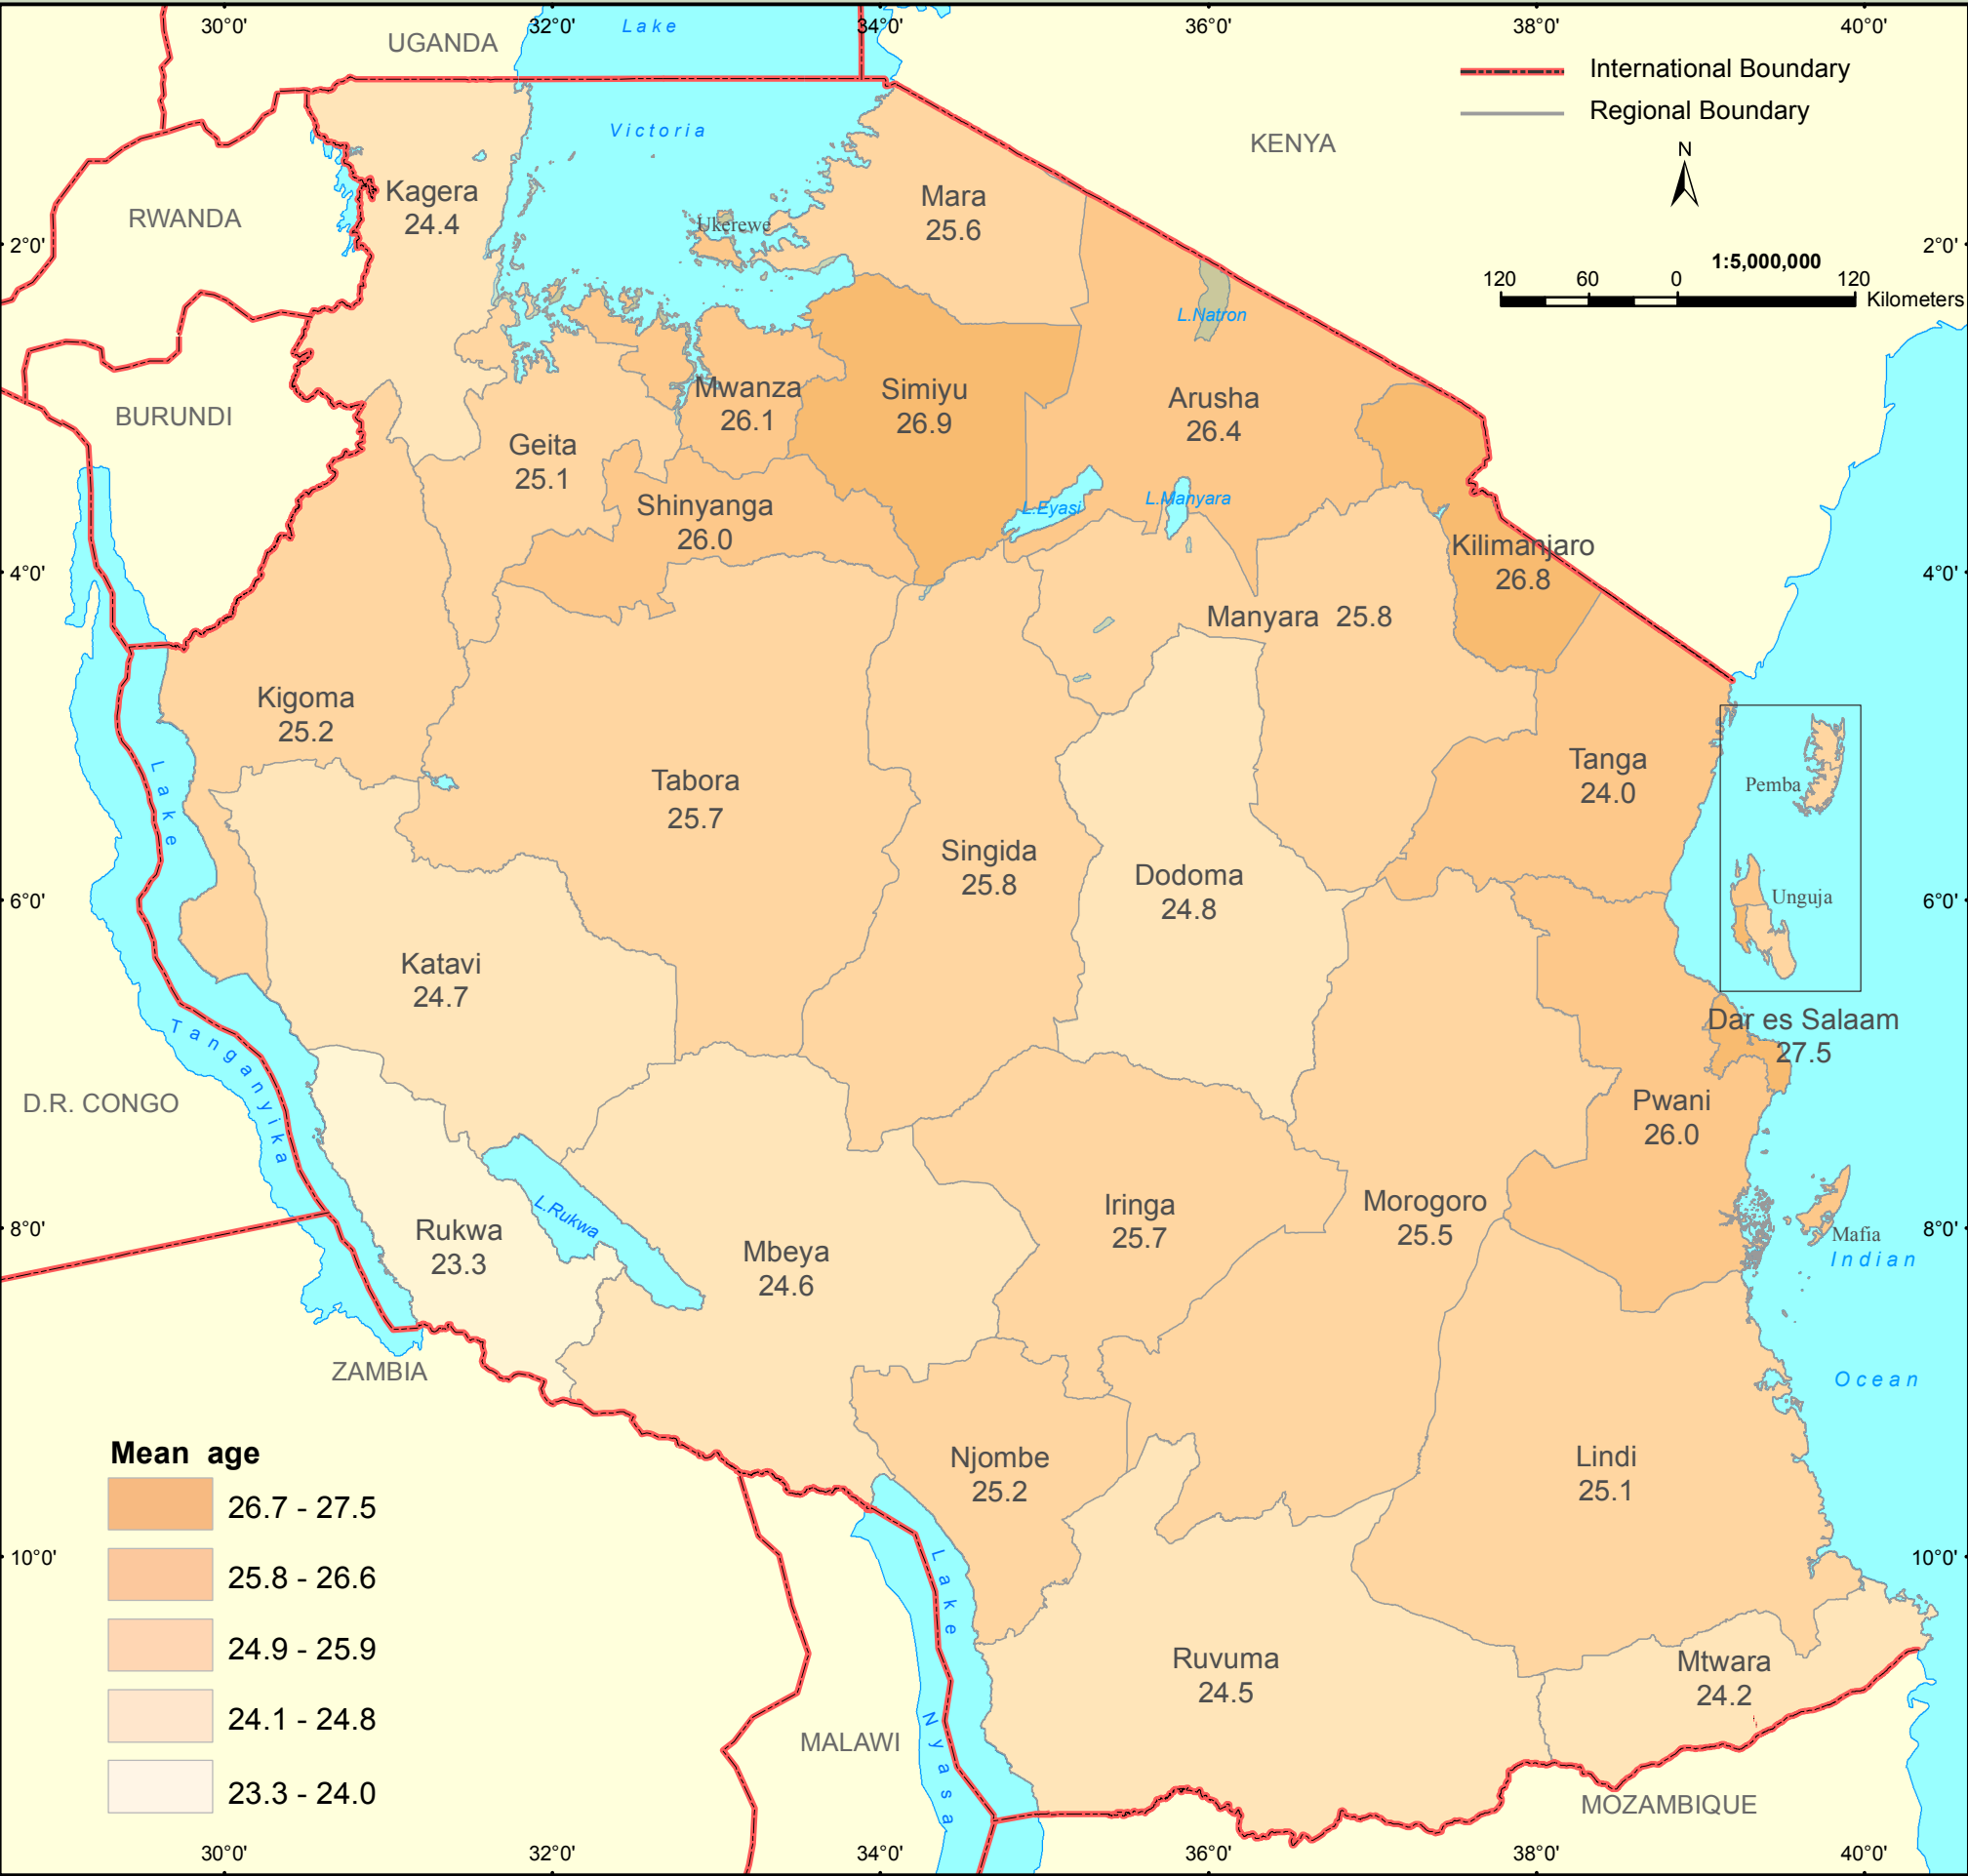 30°0'
32°0'
34°0'
36°0'
38°0'
40°0'
Lake
UGANDA
International Boundary
Regional Boundary
Victoria
KENYA
N
Kagera
24.4
Mara
25.6
RWANDA
Ukerewe
2°0'
2°0'
1:5,000,000
120 60 0 120
Kilometers
L.Natron
BURUNDI
Mwanza
26.1
Simiyu
26.9
Arusha
26.4
Geita
25.1
Shinyanga
26.0
L.Eyasi
L.Manyara
Kilimanjaro
26.8
4°0'
4°0'
Manyara 25.8
Kigoma
25.2
Tabora
25.7
Tanga
24.0
Pemba
Lake
Singida
25.8
Dodoma
24.8
6°0'
6°0'
Unguja
Katavi
24.7
Tanganyika
Dar es Salaam
27.5
D.R. CONGO
Pwani
26.0
Rukwa
23.3
L.Rukwa
Mbeya
24.6
Iringa
25.7
Morogoro
25.5
8°0'
8°0'
Mafia
Indian
Ocean
ZAMBIA
Mean age
26.7 - 27.5
25.8 - 26.6
24.9 - 25.9
24.1 - 24.8
23.3 - 24.0
Njombe
25.2
Lindi
25.1
10°0'
10°0'
Lake
Nyasa
Ruvuma
24.5
Mtwara
24.2
MALAWI
MOZAMBIQUE
30°0'
32°0'
34°0'
36°0'
38°0'
40°0'